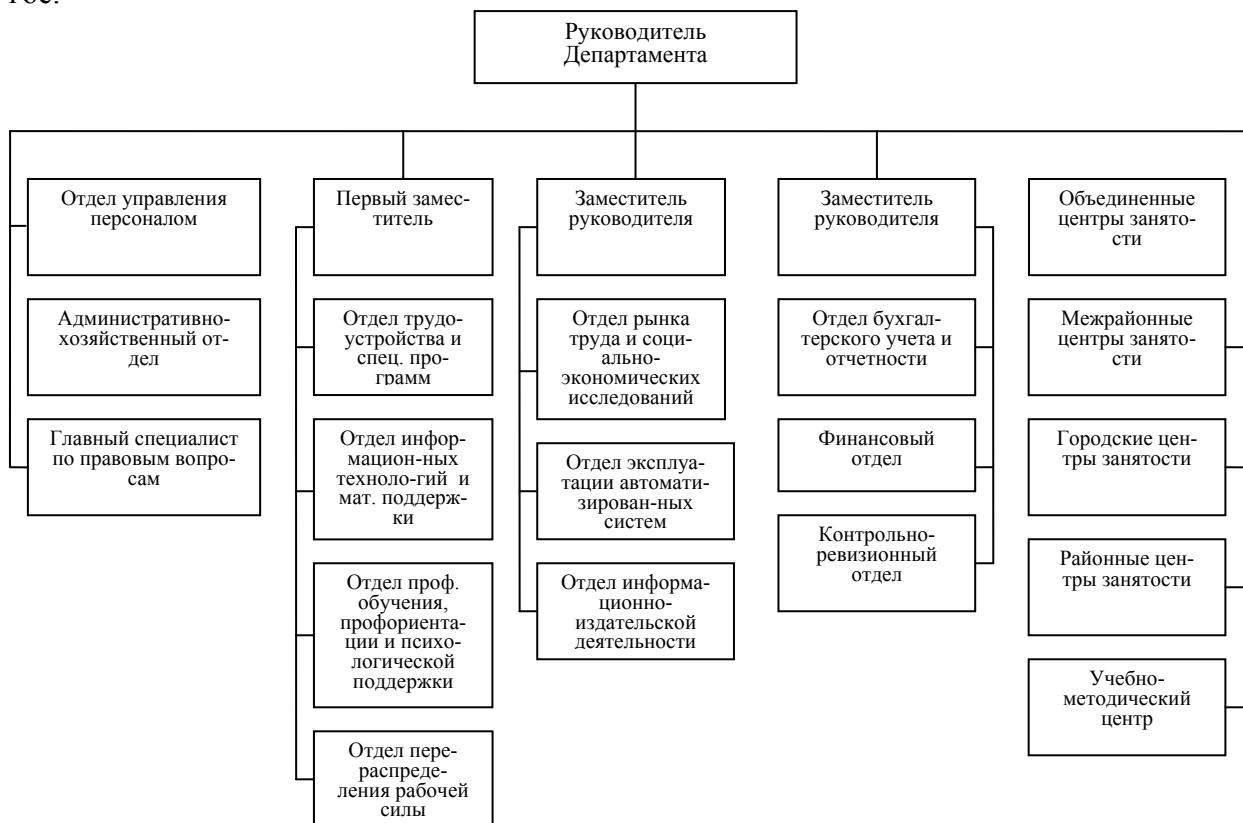 тос.
Руководитель
Департамента
Отдел управления
персоналом
Административно-
хозяйственный от-
дел
Главный специалист
по правовым вопро-
сам
Первый замес-
титель
Отдел трудо-
устройства и
спец. про-
грамм
Отдел инфор-
мацион-ных
техноло-гий и
мат. поддерж-
ки
Отдел проф.
обучения,
профориента-
ции и психо-
логической
поддержки
Отдел пере-
распреде-
ления рабочей
силы
Заместитель
руководителя
Отдел рынка
труда и соци-
ально-
экономических
исследований
Отдел эксплуа-
тации автомати-
зирован-ных
систем
Отдел информа-
ционно-
издательской
деятельности
Заместитель
руководителя
Отдел бухгал-
терского учета и
отчетности
Финансовый
отдел
Контрольно-
ревизионный
отдел
Объединенные
центры занято-
сти
Межрайонные
центры занято-
сти
Городские цен-
тры занятости
Районные цен-
тры занятости
Учебно-
методический
центр